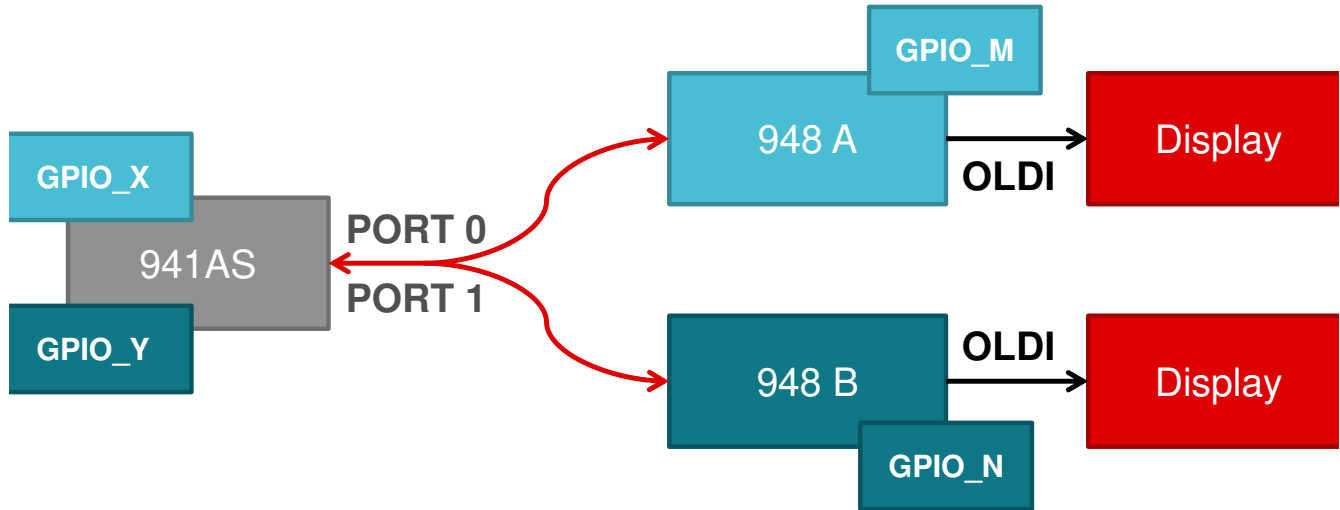 GPIO_M
948 A
Display
OLDI
GPIO_X
941AS
PORT 0
PORT 1
GPIO_Y
948 B
OLDI
Display
GPIO_N